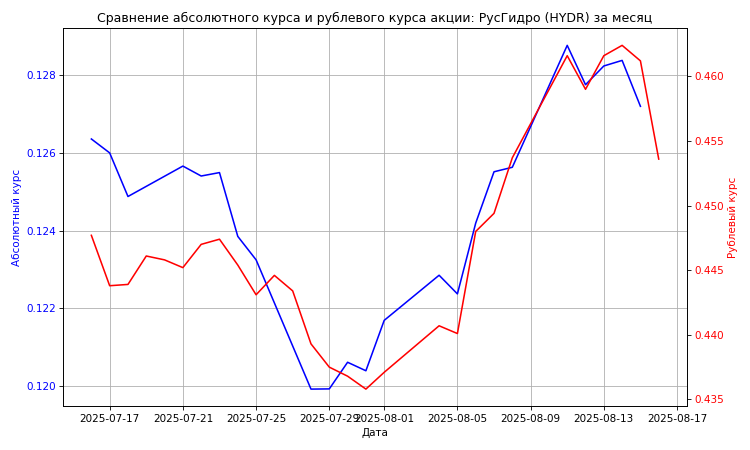 Сравнение абсолютного курса и рублевого курса акции: РусГидро (HYDR) за месяц
Абсолютный курс
0.128
0.126
0.124
0.122
0.120
0.460
0.455
0.450
0.445
0.440
0.435
Рублевый курс
2025-07-17 2025-07-21 2025-07-25 2025-07-29 2025-08-01 2025-08-05 2025-08-09 2025-08-13 2025-08-17
Дата